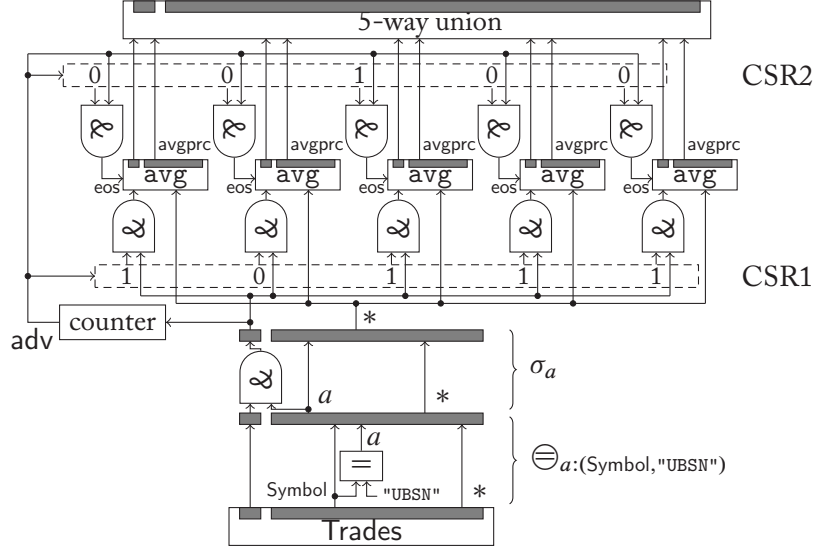 5-way union
0 0 1 0 0 CSR2
& & & & &
avgprc avgprc avgprc avgprc avgprc
avg avg avg avg avg
eos eos eos eos eos
& & & & &
1 0 1 1 1 CSR1
counter *
adv
& a * σa
a =a:(Symbol,"UBSN")
=
Symbol "UBSN" *
Trades